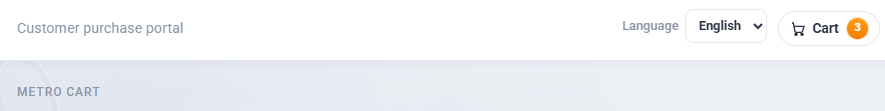 Customer purchase portal
Language English Cart 3
METRO CART